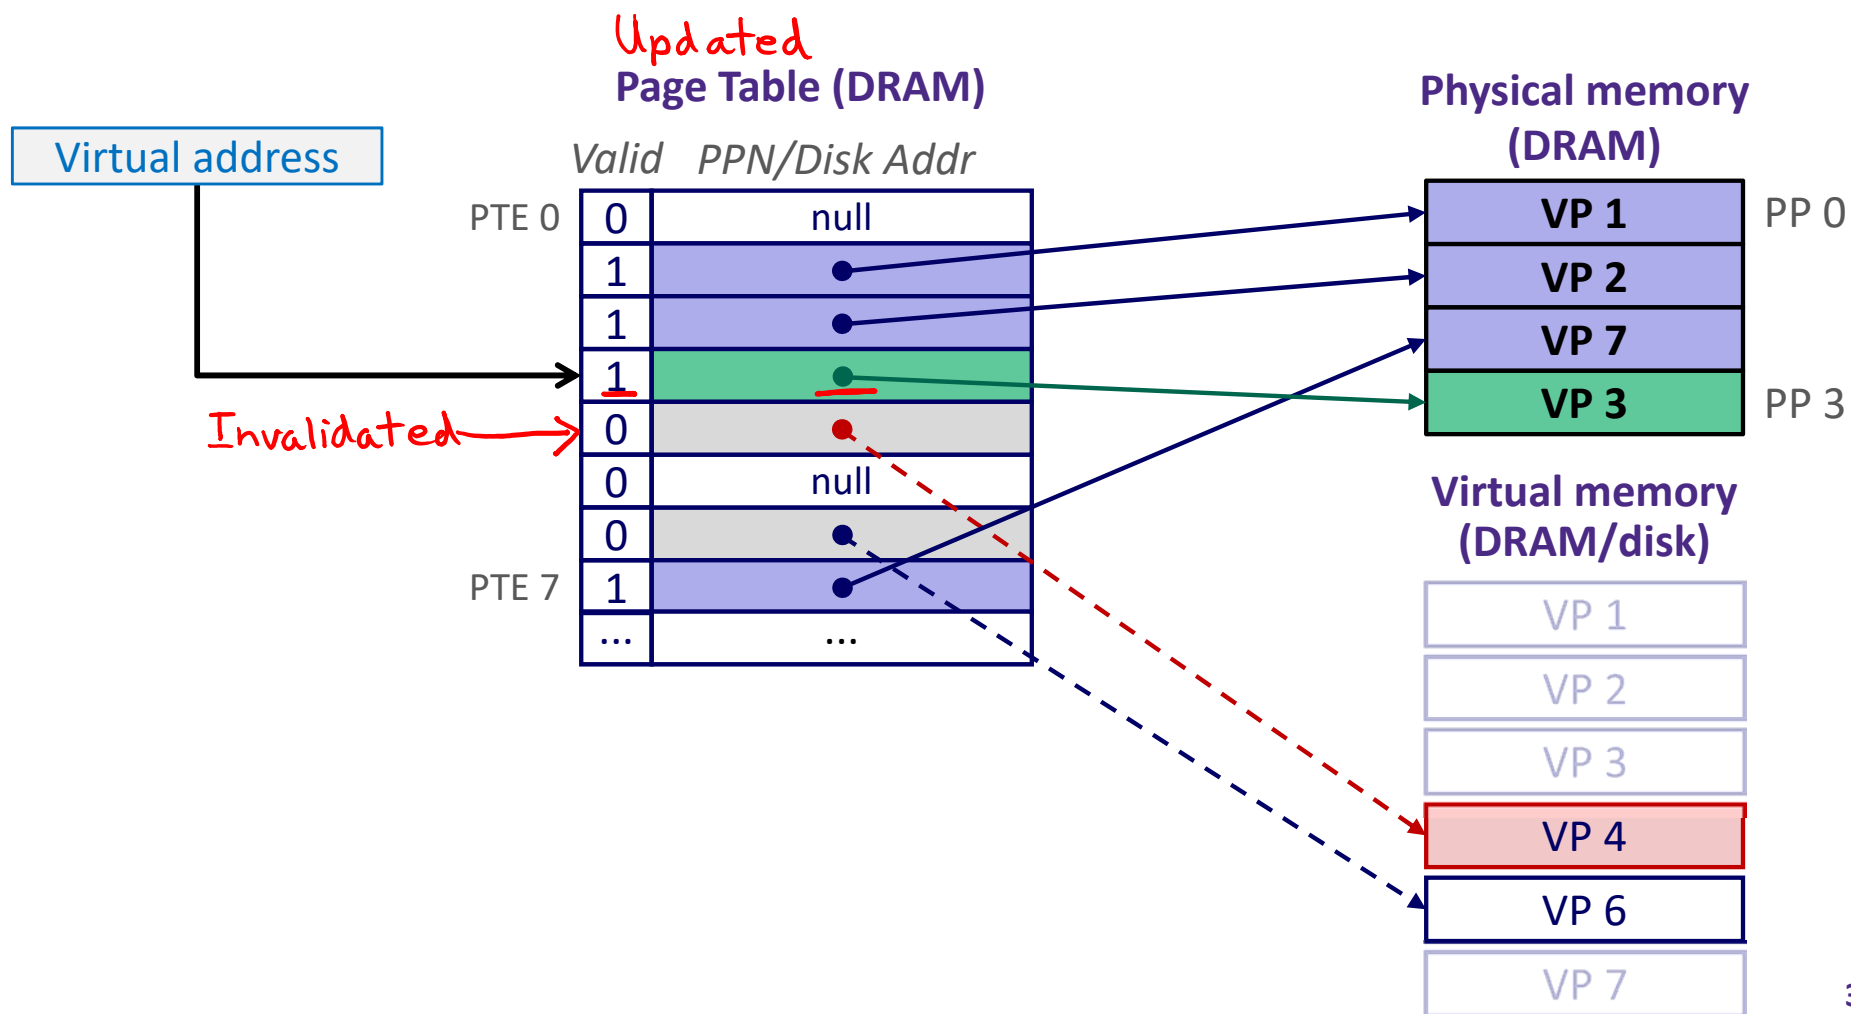 Updated
Page Table (DRAM)
Physical memory
(DRAM)
Virtual address
Valid PPN/Disk Addr
PTE 0 0 null
1
1
1
Invalidated 0
0 null
0
PTE 7 1
... ...
VP 1 PP 0
VP 2
VP 7
VP 3 PP 3
Virtual memory
(DRAM/disk)
VP 1
VP 2
VP 3
VP 4
VP 6
VP 7